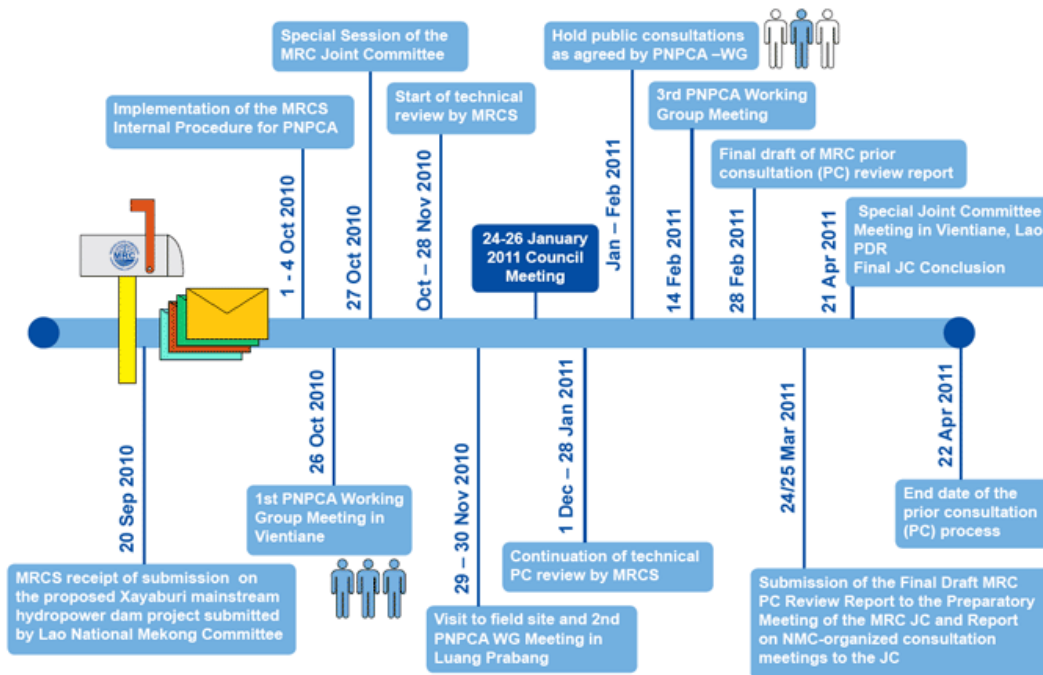 Special Session of the
MRC Joint Committee
Hold public consultations
as agreed by PNPCA –WG
Implementation of the MRCS
Internal Procedure for PNPCA
Start of technical
review by MRCS
3rd PNPCA Working
Group Meeting
Final draft of MRC prior
consultation (PC) review report
Special Joint Committee
Meeting in Vientiane, Lao
PDR
Final JC Conclusion
24-26 January
2011 Council
Meeting
1 - 4 Oct 2010
27 Oct 2010
Oct – 28 Nov 2010
Jan – Feb 2011
14 Feb 2011
28 Feb 2011
21 Apr 2011
MRC
20 Sep 2010
26 Oct 2010
29 – 30 Nov 2010
1 Dec – 28 Jan 2011
24/25 Mar 2011
22 Apr 2011
1st PNPCA Working
Group Meeting in
Vientiane
End date of the
prior consultation
(PC) process
Continuation of technical
PC review by MRCS
MRCS receipt of submission on
the proposed Xayaburi mainstream
hydropower dam project submitted
by Lao National Mekong Committee
Visit to field site and 2nd
PNPCA WG Meeting in
Luang Prabang
Submission of the Final Draft MRC
PC Review Report to the Preparatory
Meeting of the MRC JC and Report
on NMC-organized consultation
meetings to the JC